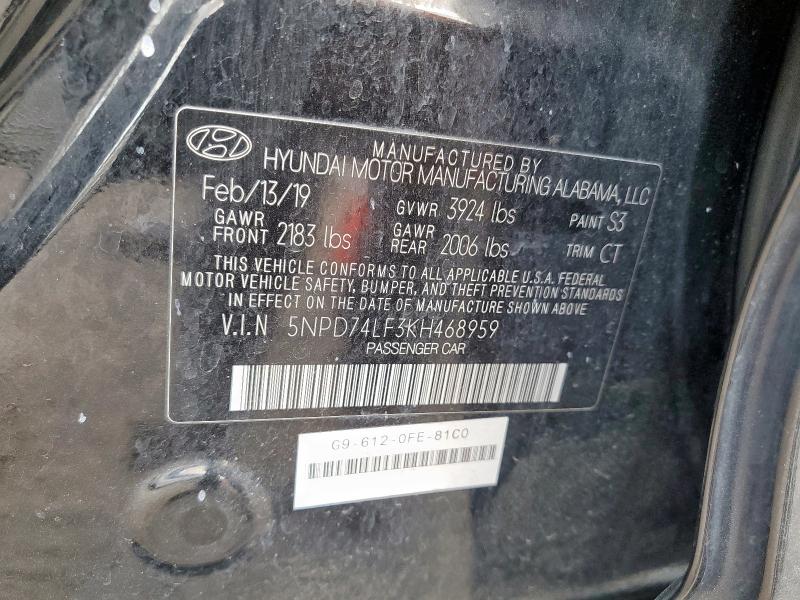 MANUFACTURED BY
HYUNDAI MOTOR MANUFACTURING ALABAMA, LLC
Feb/13/19 GVWR 3924 lbs PAINT S3
GAWR FRONT 2183 lbs GAWR REAR 2006 lbs TRIM CT
THIS VEHICLE CONFORMS TO ALL APPLICABLE U.S.A. FEDERAL
MOTOR VEHICLE SAFETY, BUMPER, AND THEFT PREVENTION STANDARDS
IN EFFECT ON THE DATE OF MANUFACTURE SHOWN ABOVE
V.I.N 5NPD74LF3KH468959
PASSENGER CAR
G9-612-0FE-81C0